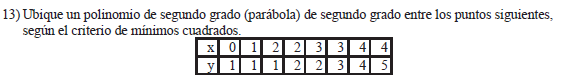 13) Ubique un polinomio de segundo grado (parábola) de segundo grado entre los puntos siguientes,
según el criterio de mínimos cuadrados.
x 0 1 2 2 3 3 4 4
y 1 1 1 2 2 3 4 5